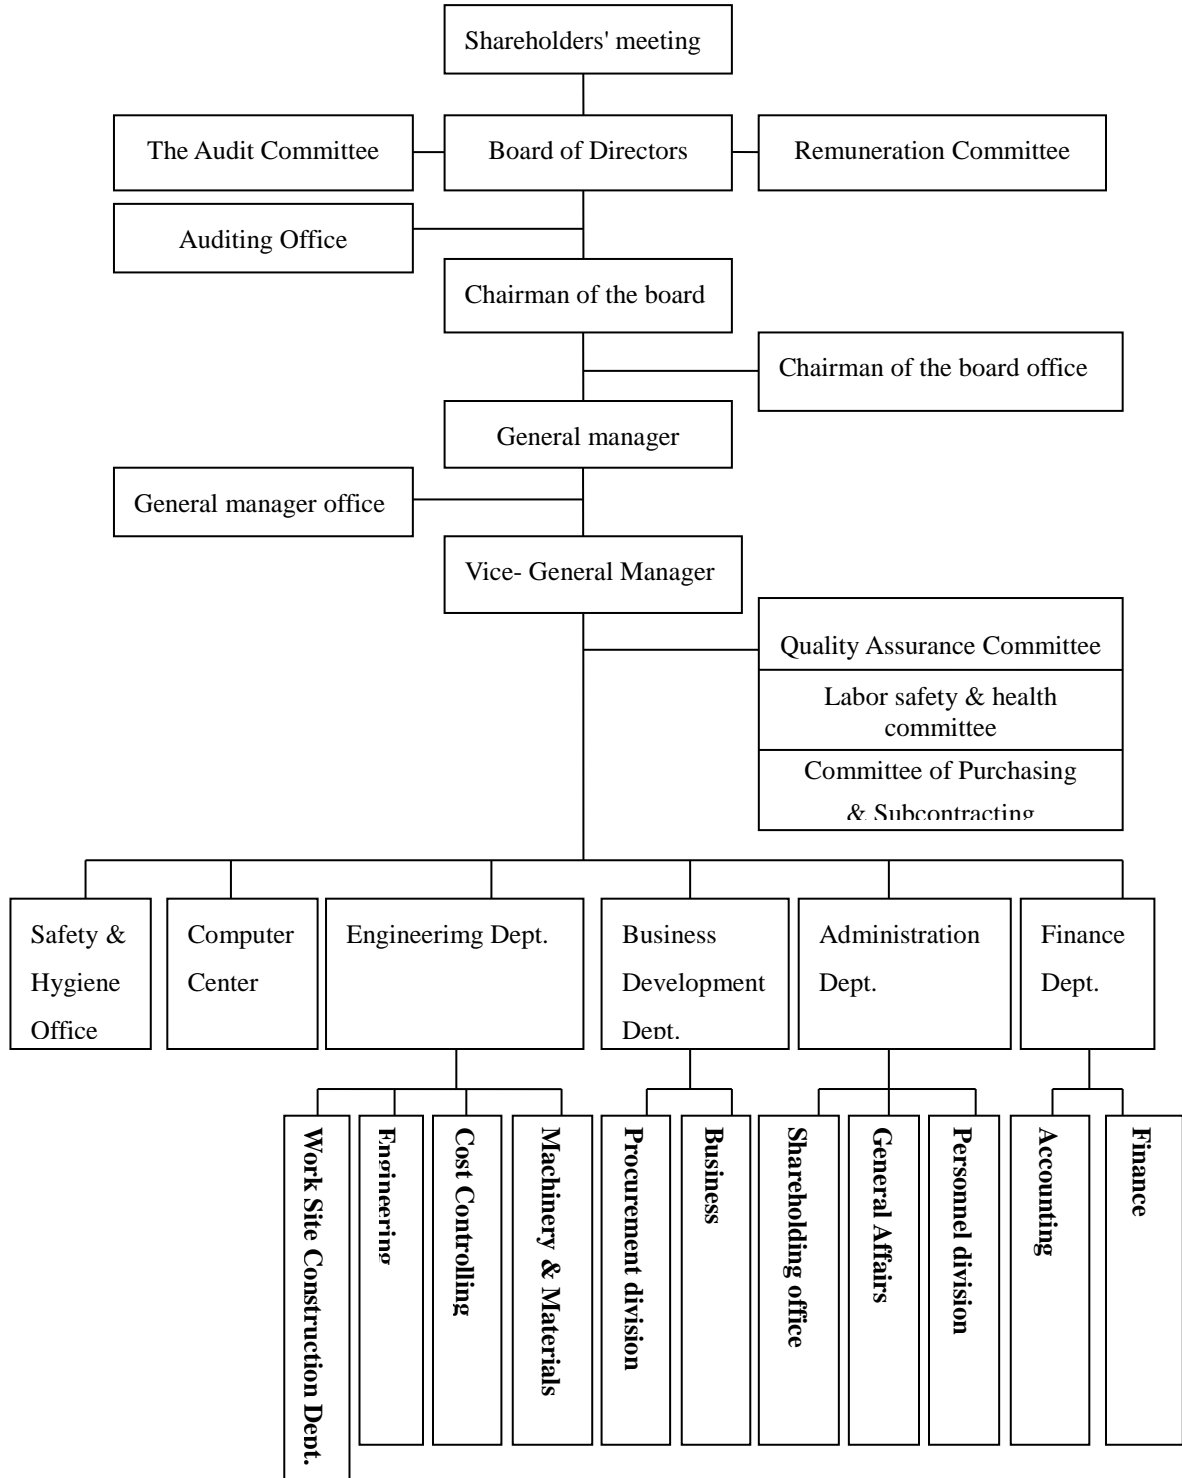 Shareholders' meeting
The Audit Committee
Board of Directors
Remuneration Committee
Auditing Office
Chairman of the board
Chairman of the board office
General manager
General manager office
Vice- General Manager
Quality Assurance Committee
Labor safety & health
committee
Committee of Purchasing
& Subcontracting
Safety &
Hygiene
Office
Computer
Center
Engineerimg Dept.
Business
Development
Dept.
Administration
Dept.
Finance
Dept.
Work Site Construction Dept.
Engineering
Cost Controlling
Machinery & Materials
Procurement division
Business
Shareholding office
General Affairs
Personnel division
Accounting
Finance